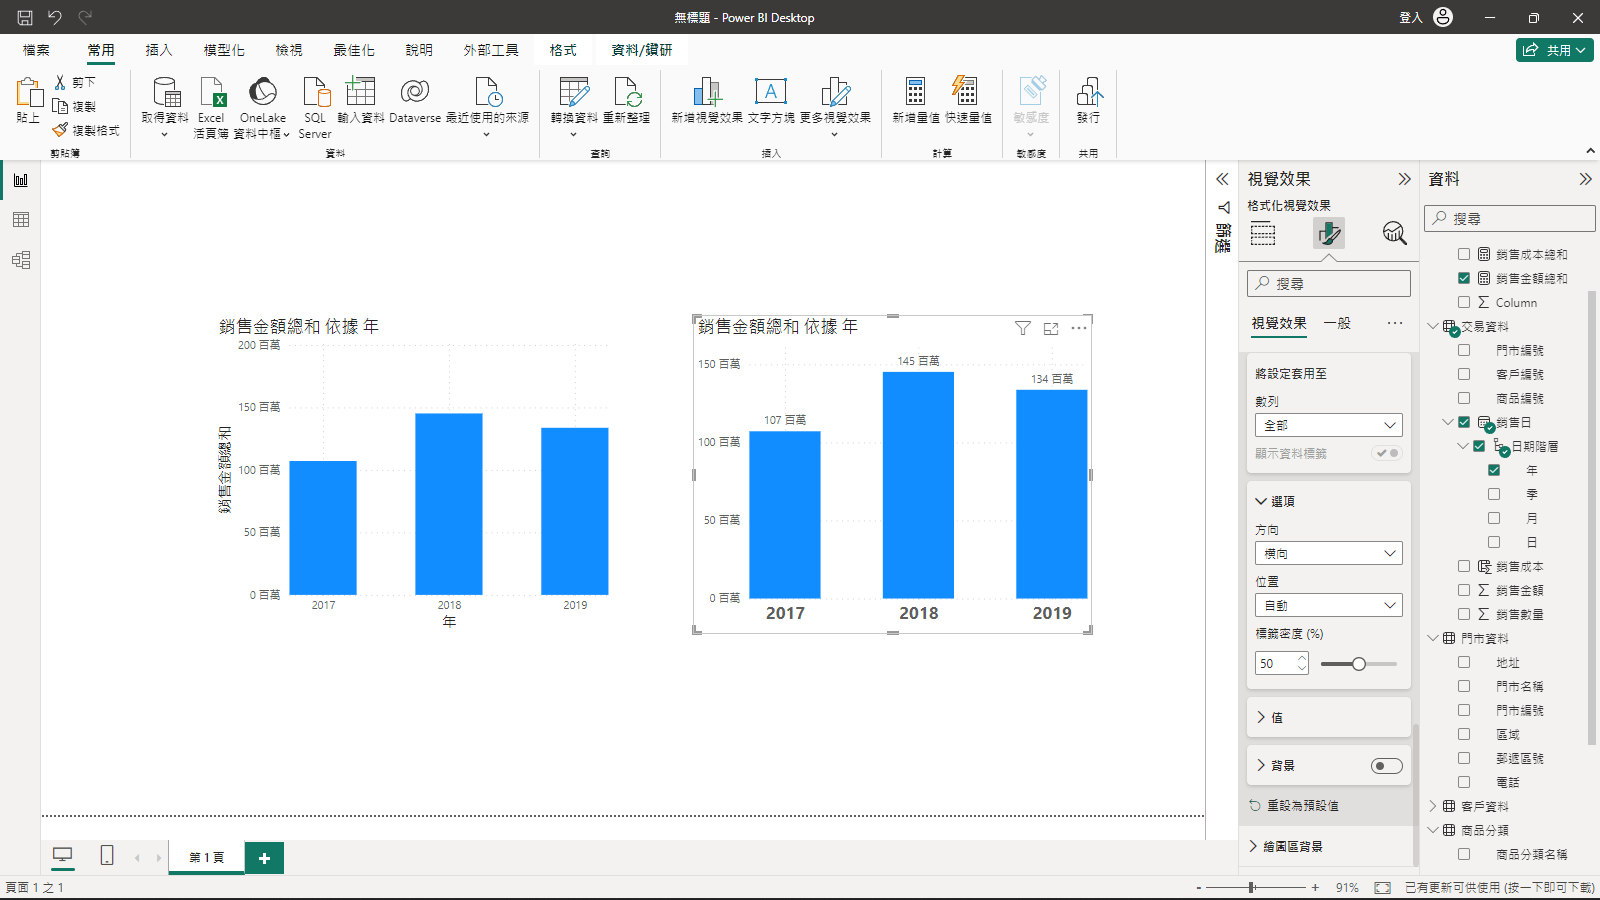 無標題 - Power BI Desktop
登入
檔案
常用
插入
模型化
檢視
最佳化
說明
外部工具
格式
資料/鑽研
共用
貼上
剪下
複製
複製格式
剪貼簿
取得資料
Excel
活頁簿
OneLake
資料中樞
SQL
Server
輸入資料
Dataverse
最近使用的來源
資料
轉換資料
重新整理
查詢
新增視覺效果
文字方塊
更多視覺效果
插入
新增量值
快速量值
計算
敏感度
敏感度
發行
共用
銷售金額總和 依據 年
200 百萬
150 百萬
100 百萬
50 百萬
0 百萬
銷售金額總和
2017
2018
2019
年
銷售金額總和 依據 年
150 百萬
100 百萬
50 百萬
0 百萬
107 百萬
145 百萬
134 百萬
2017
2018
2019
篩選
視覺效果
格式化視覺效果
搜尋
視覺效果
一般
將設定套用至
數列
全部
顯示資料標籤
選項
方向
橫向
位置
自動
標籤密度 (%)
50
值
背景
重設為預設值
繪圖區背景
資料
搜尋
銷售成本總和
銷售金額總和
Column
交易資料
門市編號
客戶編號
商品編號
銷售日
日期階層
年
季
月
日
銷售成本
銷售金額
銷售數量
門市資料
地址
門市名稱
門市編號
區域
郵遞區號
電話
客戶資料
商品分類
商品分類名稱
第 1 頁
頁面 1 之 1
- + 91%
已有更新可供使用 (按一下即可下載)